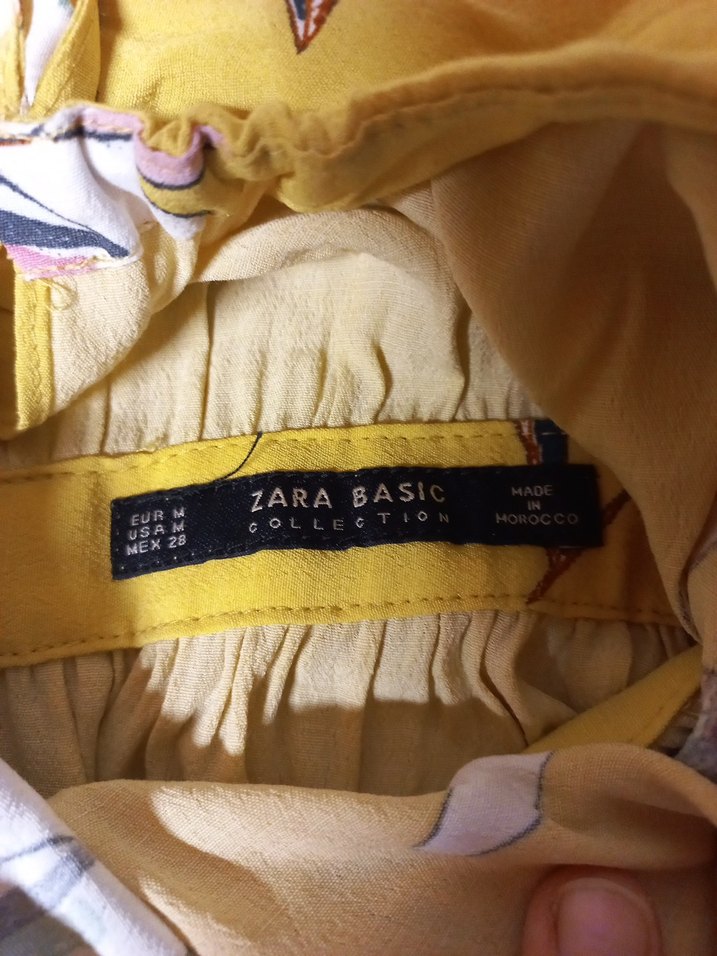 EUR M
USA M
MEX 28
ZARA BASIC
COLLECTION
MADE
IN
MOROCCO